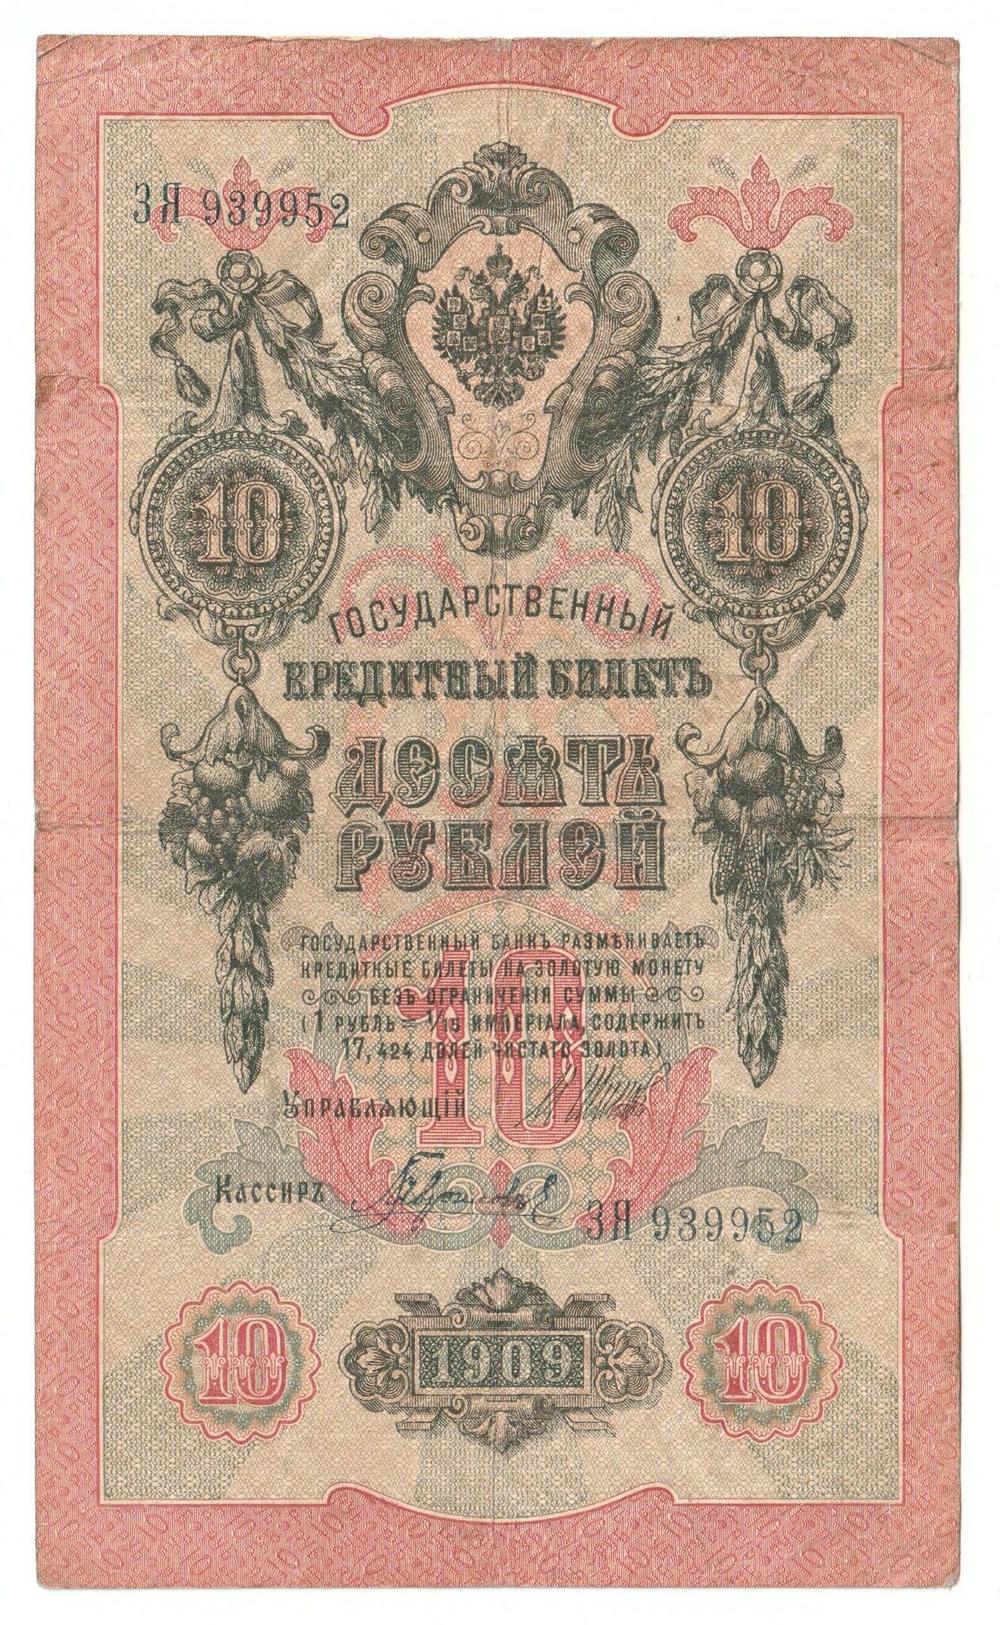 ЗЯ 939952
10 10
ГОСУДАРСТВЕННЫЙ
КРЕДИТНЫЙ БИЛЕТЪ
ДЕСЯТЬ
РУБЛЕЙ
ГОСУДАРСТВЕННЫЙ БАНКЪ РАЗМѢНИВАЕТЪ
КРЕДИТНЫЕ БИЛЕТЫ НА ЗОЛОТУЮ МОНЕТУ
БЕЗЪ ОГРАНИЧЕНІЯ СУММЫ
(1 РУБЛЬ = 1/15 ИМПЕРІАЛА, СОДЕРЖИТЪ
17,424 ДОЛЕЙ ЧИСТАГО ЗОЛОТА)
10
УПРАВЛЯЮЩІЙ
КАССИРЪ
ЗЯ 939952
10 1909 10